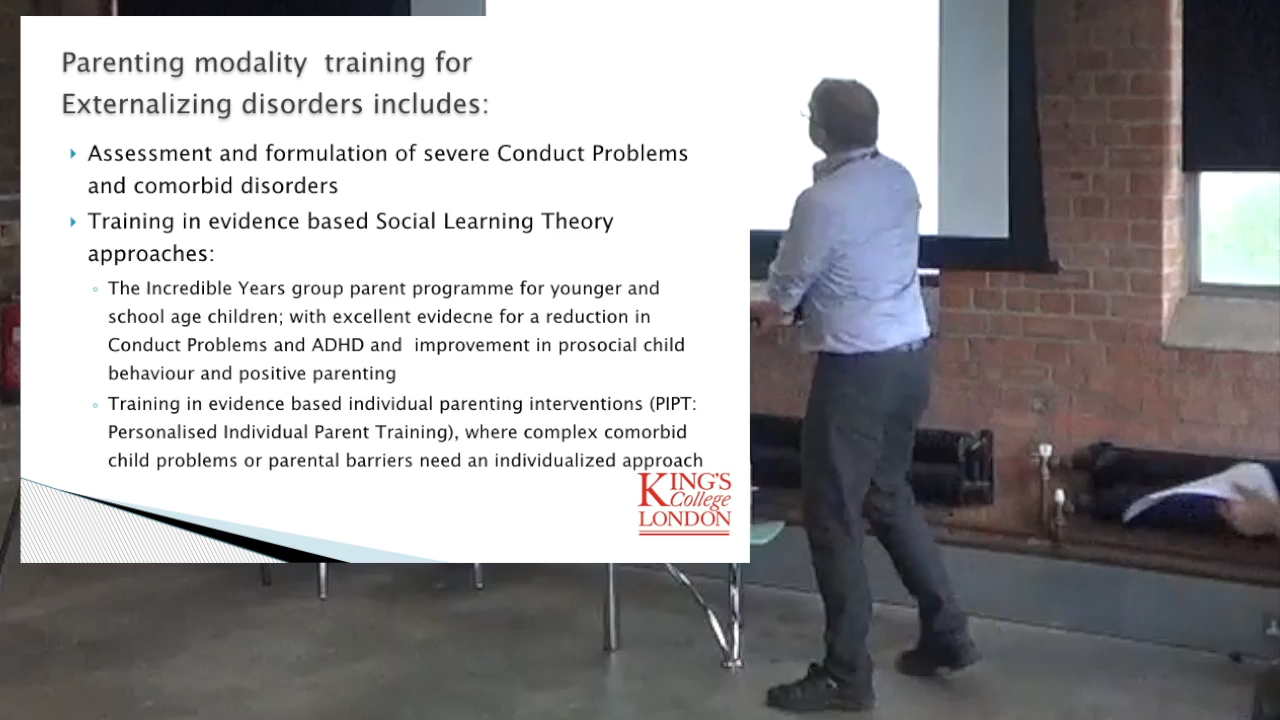 Parenting modality  training for
Externalizing disorders includes:
Assessment and formulation of severe Conduct Problems
and comorbid disorders
Training in evidence based Social Learning Theory
approaches:
The Incredible Years group parent programme for younger and
school age children; with excellent evidecne for a reduction in
Conduct Problems and ADHD and  improvement in prosocial child
behaviour and positive parenting
Training in evidence based individual parenting interventions (PIPT:
Personalised Individual Parent Training), where complex comorbid
child problems or parental barriers need an individualized approach
KING'S
College
LONDON